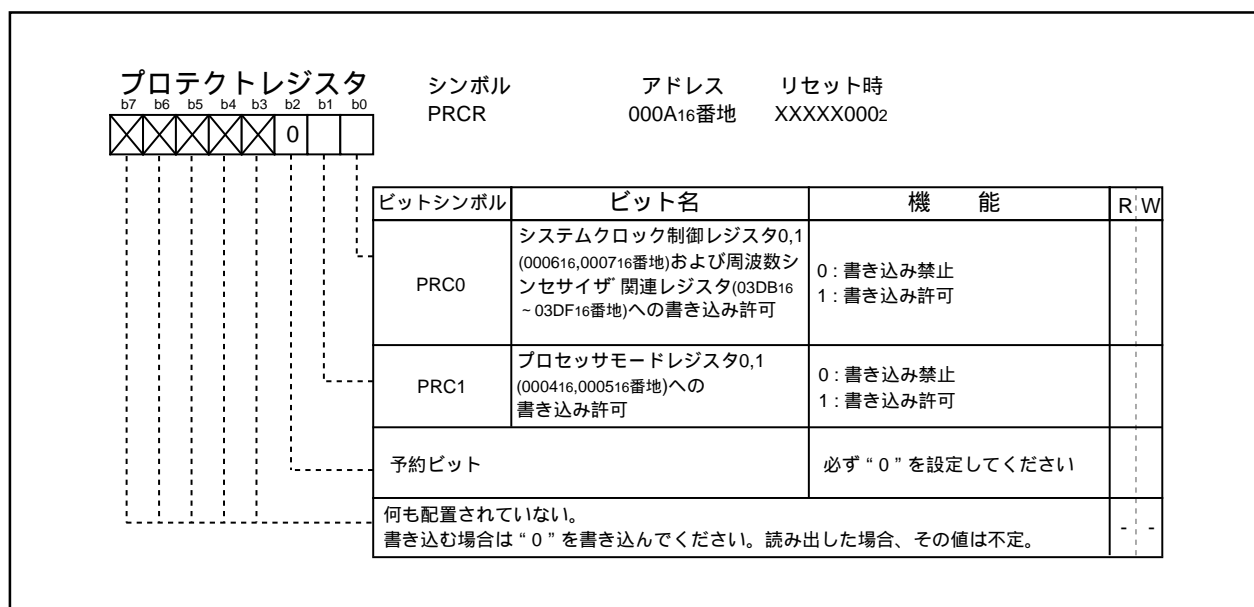 プロテクトレジスタ
b7 b6 b5 b4 b3 b2 b1 b0
0
シンボル アドレス リセット時
PRCR 000A16番地 XXXXX0002
ビットシンボル ビット名 機 能 R W
PRC0
システムクロック制御レジスタ0,1
(000616,000716番地)および周波数シ
ンセサイザ関連レジスタ(03DB16
~03DF16番地)への書き込み許可
0 : 書き込み禁止
1 : 書き込み許可
PRC1
プロセッサモードレジスタ0,1
(000416,000516番地)への
書き込み許可
0 : 書き込み禁止
1 : 書き込み許可
予約ビット 必ず“0”を設定してください
何も配置されていない。
書き込む場合は“0”を書き込んでください。読み出した場合、その値は不定。
- -